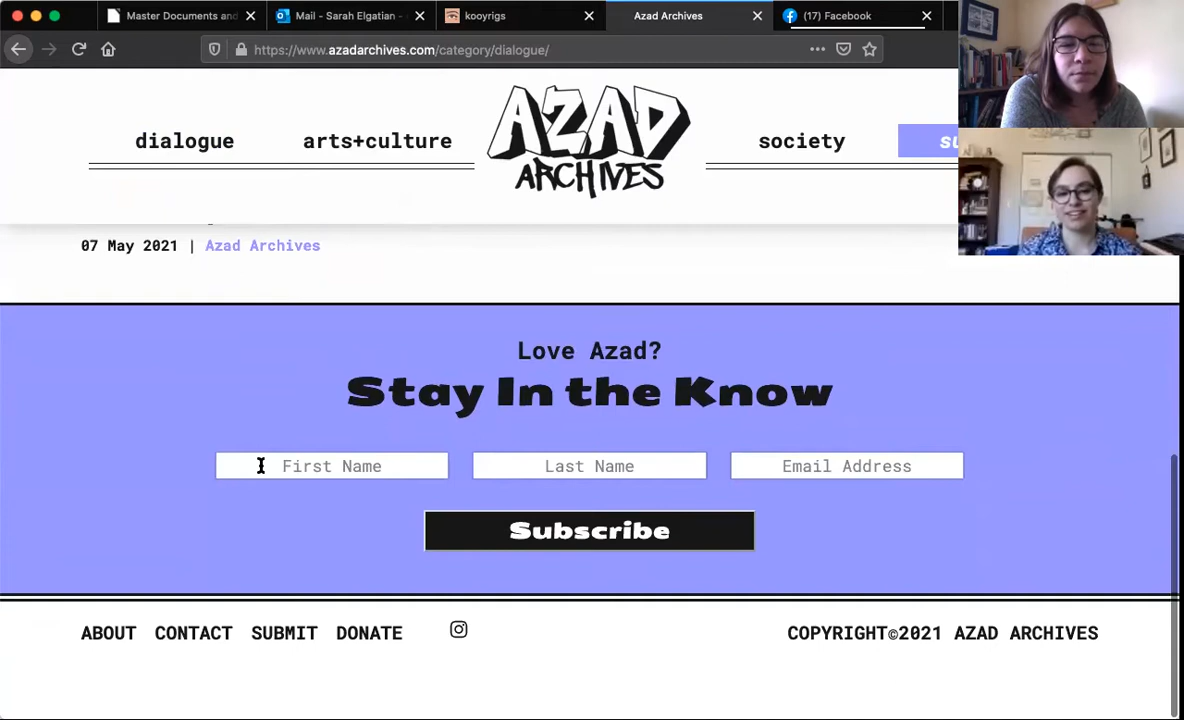 Master Documents and
Mail - Sarah Elgatian -
kooyrigs
Azad Archives
(17) Facebook
https://www.azadarchives.com/category/dialogue/
dialogue
arts+culture
AZAD
ARCHIVES
society
su
07 May 2021 | Azad Archives
Love Azad?
Stay In the Know
First Name
Last Name
Email Address
Subscribe
ABOUT CONTACT SUBMIT DONATE
COPYRIGHT©2021 AZAD ARCHIVES